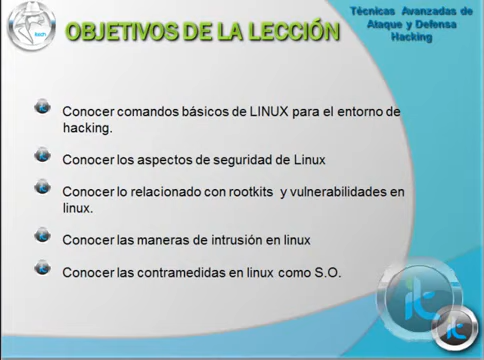 OBJETIVOS DE LA LECCIÓN
Técnicas Avanzadas de
Ataque y Defensa
Hacking
Conocer comandos básicos de LINUX para el entorno de
hacking.
Conocer los aspectos de seguridad de Linux
Conocer lo relacionado con rootkits y vulnerabilidades en
linux.
Conocer las maneras de intrusión en linux
Conocer las contramedidas en linux como S.O.